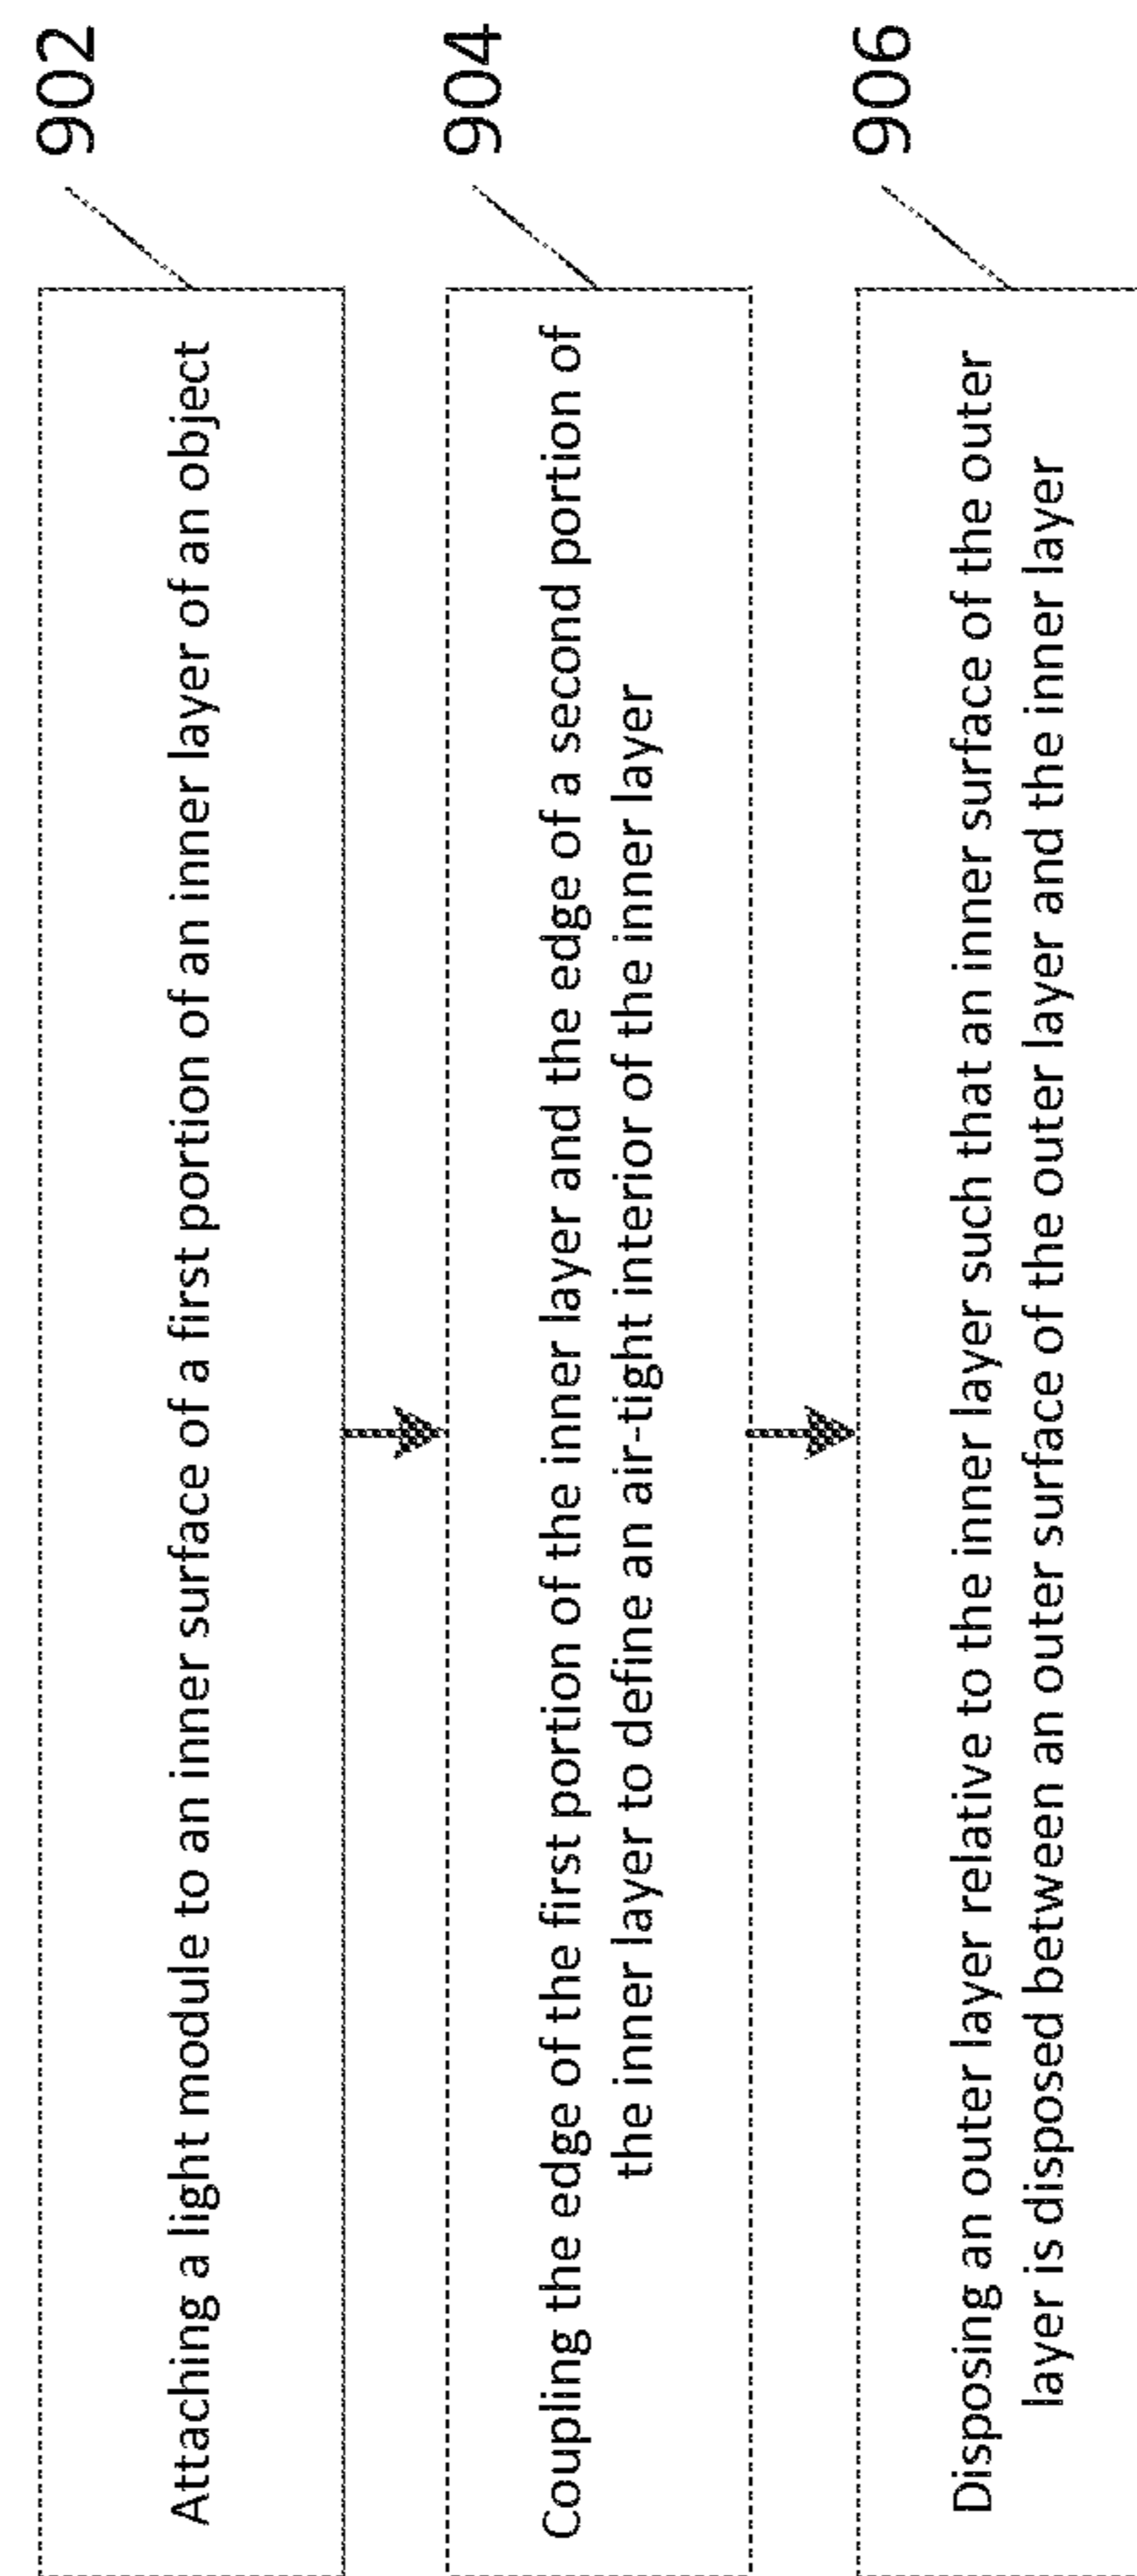 Attaching a light module to an inner surface of a first portion of an inner layer of an object
902
Coupling the edge of the first portion of the inner layer and the edge of a second portion of
the inner layer to define an air-tight interior of the inner layer
904
Disposing an outer layer relative to the inner layer such that an inner surface of the outer
layer is disposed between an outer surface of the outer layer and the inner layer
906